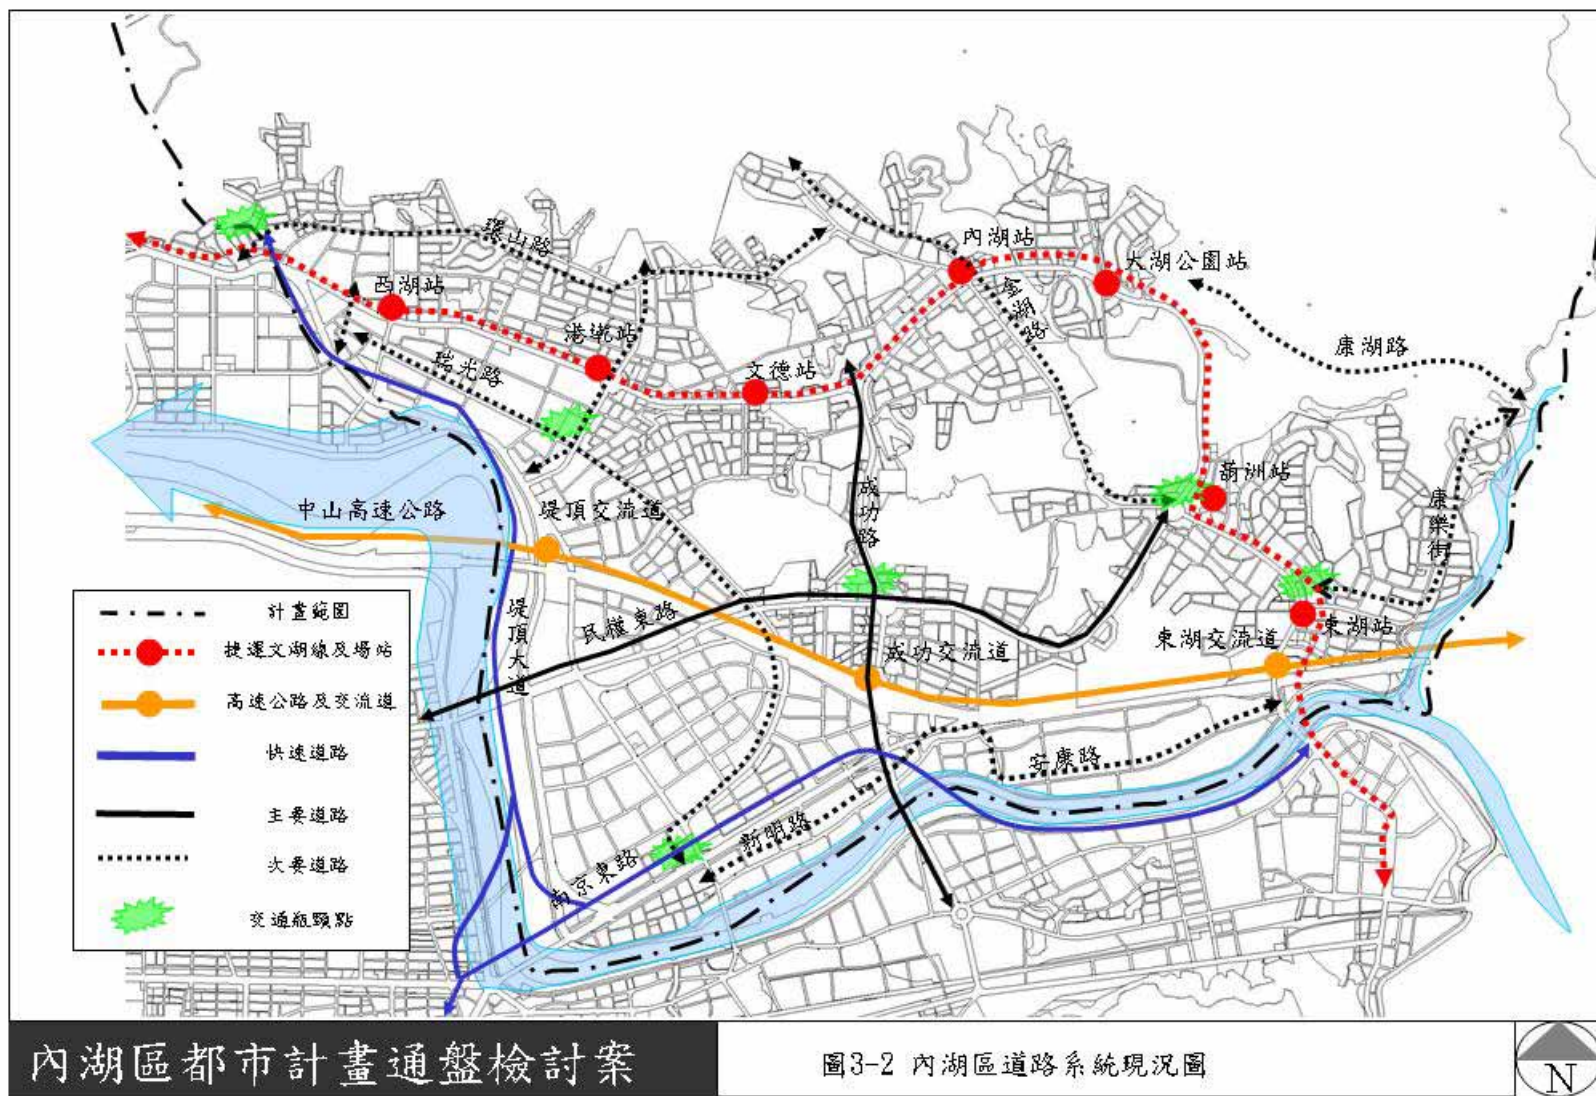 環山路
內湖站
大湖公園站
西湖站
金湖路
港墘站
康湖路
瑞光路
文德站
葫洲站
成功路
康樂街
中山高速公路
堤頂交流道
計畫範圍
堤頂大道
民權東路
東湖站
捷運文湖線及場站
成功交流道
東湖交流道
高速公路及交流道
快速道路
安康路
主要道路
新明路
次要道路
南京東路
交通瓶頸點
內湖區都市計畫通盤檢討案
圖3-2 內湖區道路系統現況圖
N